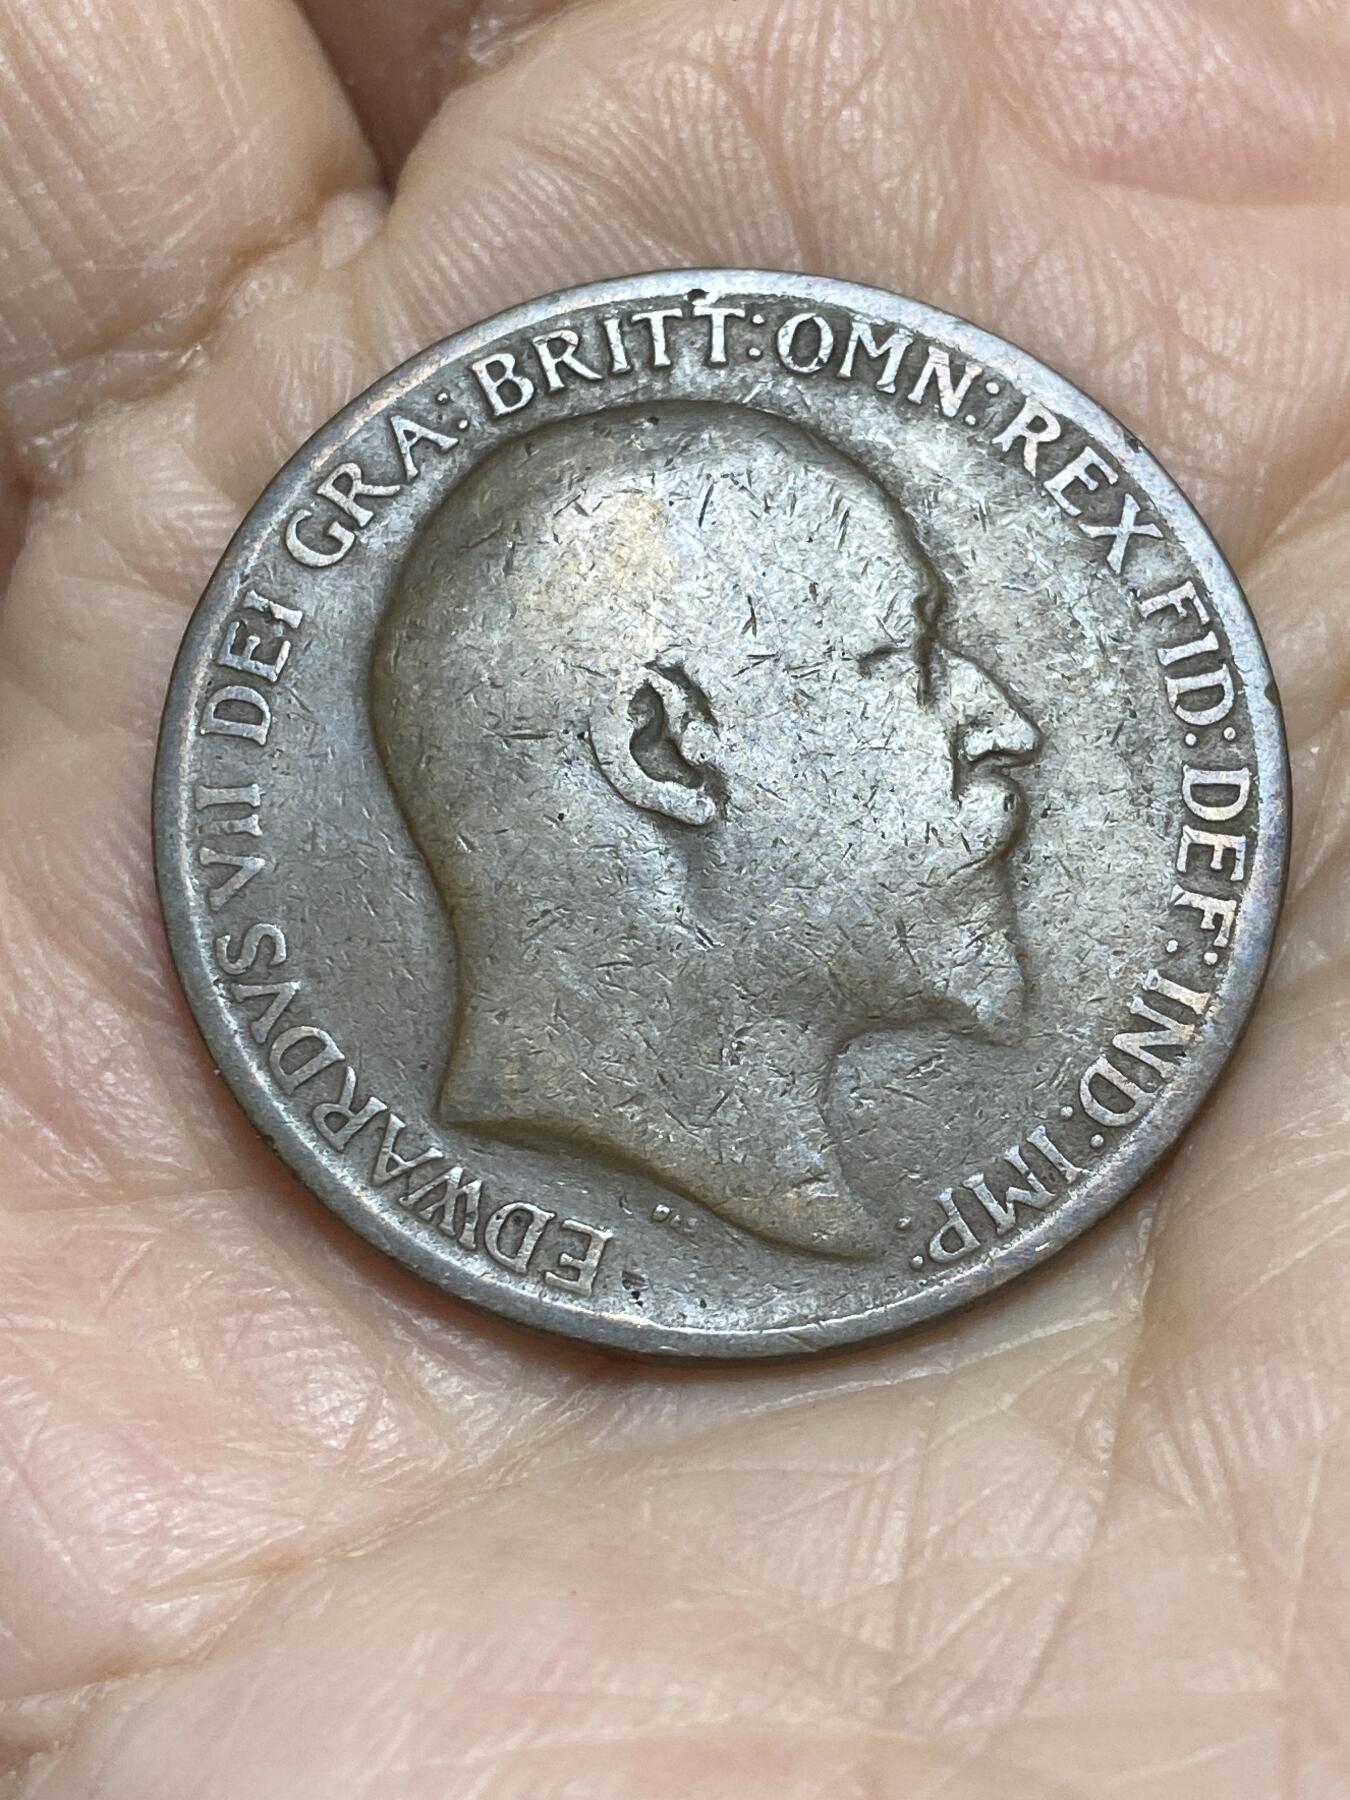 EDWARDVS VII DEI GRA: BRITT: OMN: REX FID: DEF: IND: IMP: